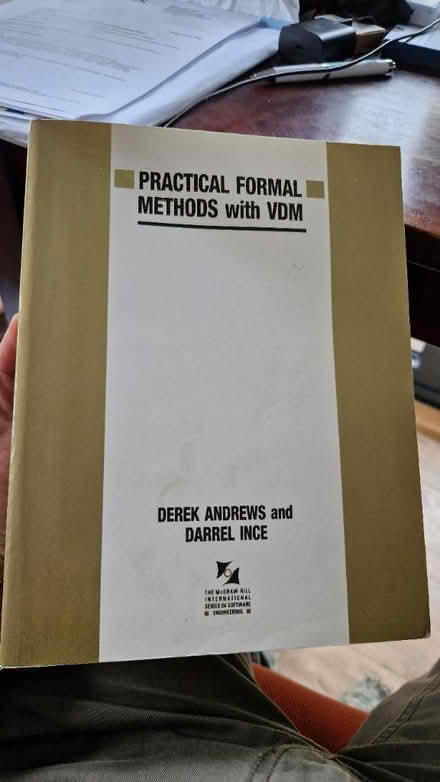 PRACTICAL FORMAL
METHODS with VDM
DEREK ANDREWS and
DARREL INCE
THE McGRAW HILL
INTERNATIONAL
SERIES IN SOFTWARE
ENGINEERING